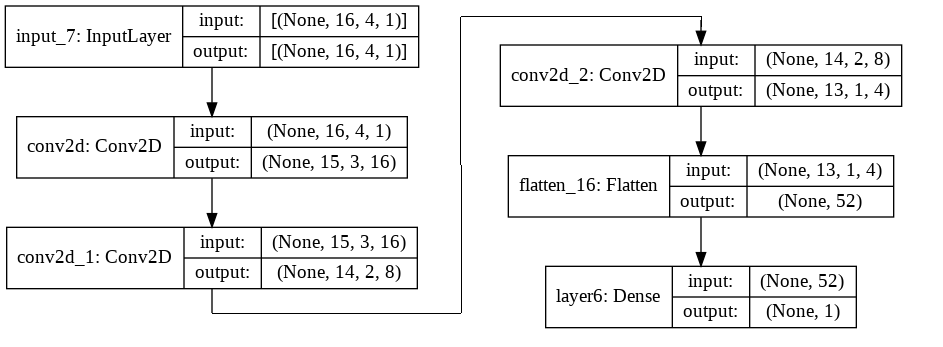 input_7: InputLayer
input: [(None, 16, 4, 1)]
output: [(None, 16, 4, 1)]
conv2d: Conv2D
input: (None, 16, 4, 1)
output: (None, 15, 3, 16)
conv2d_1: Conv2D
input: (None, 15, 3, 16)
output: (None, 14, 2, 8)
conv2d_2: Conv2D
input: (None, 14, 2, 8)
output: (None, 13, 1, 4)
flatten_16: Flatten
input: (None, 13, 1, 4)
output: (None, 52)
layer6: Dense
input: (None, 52)
output: (None, 1)